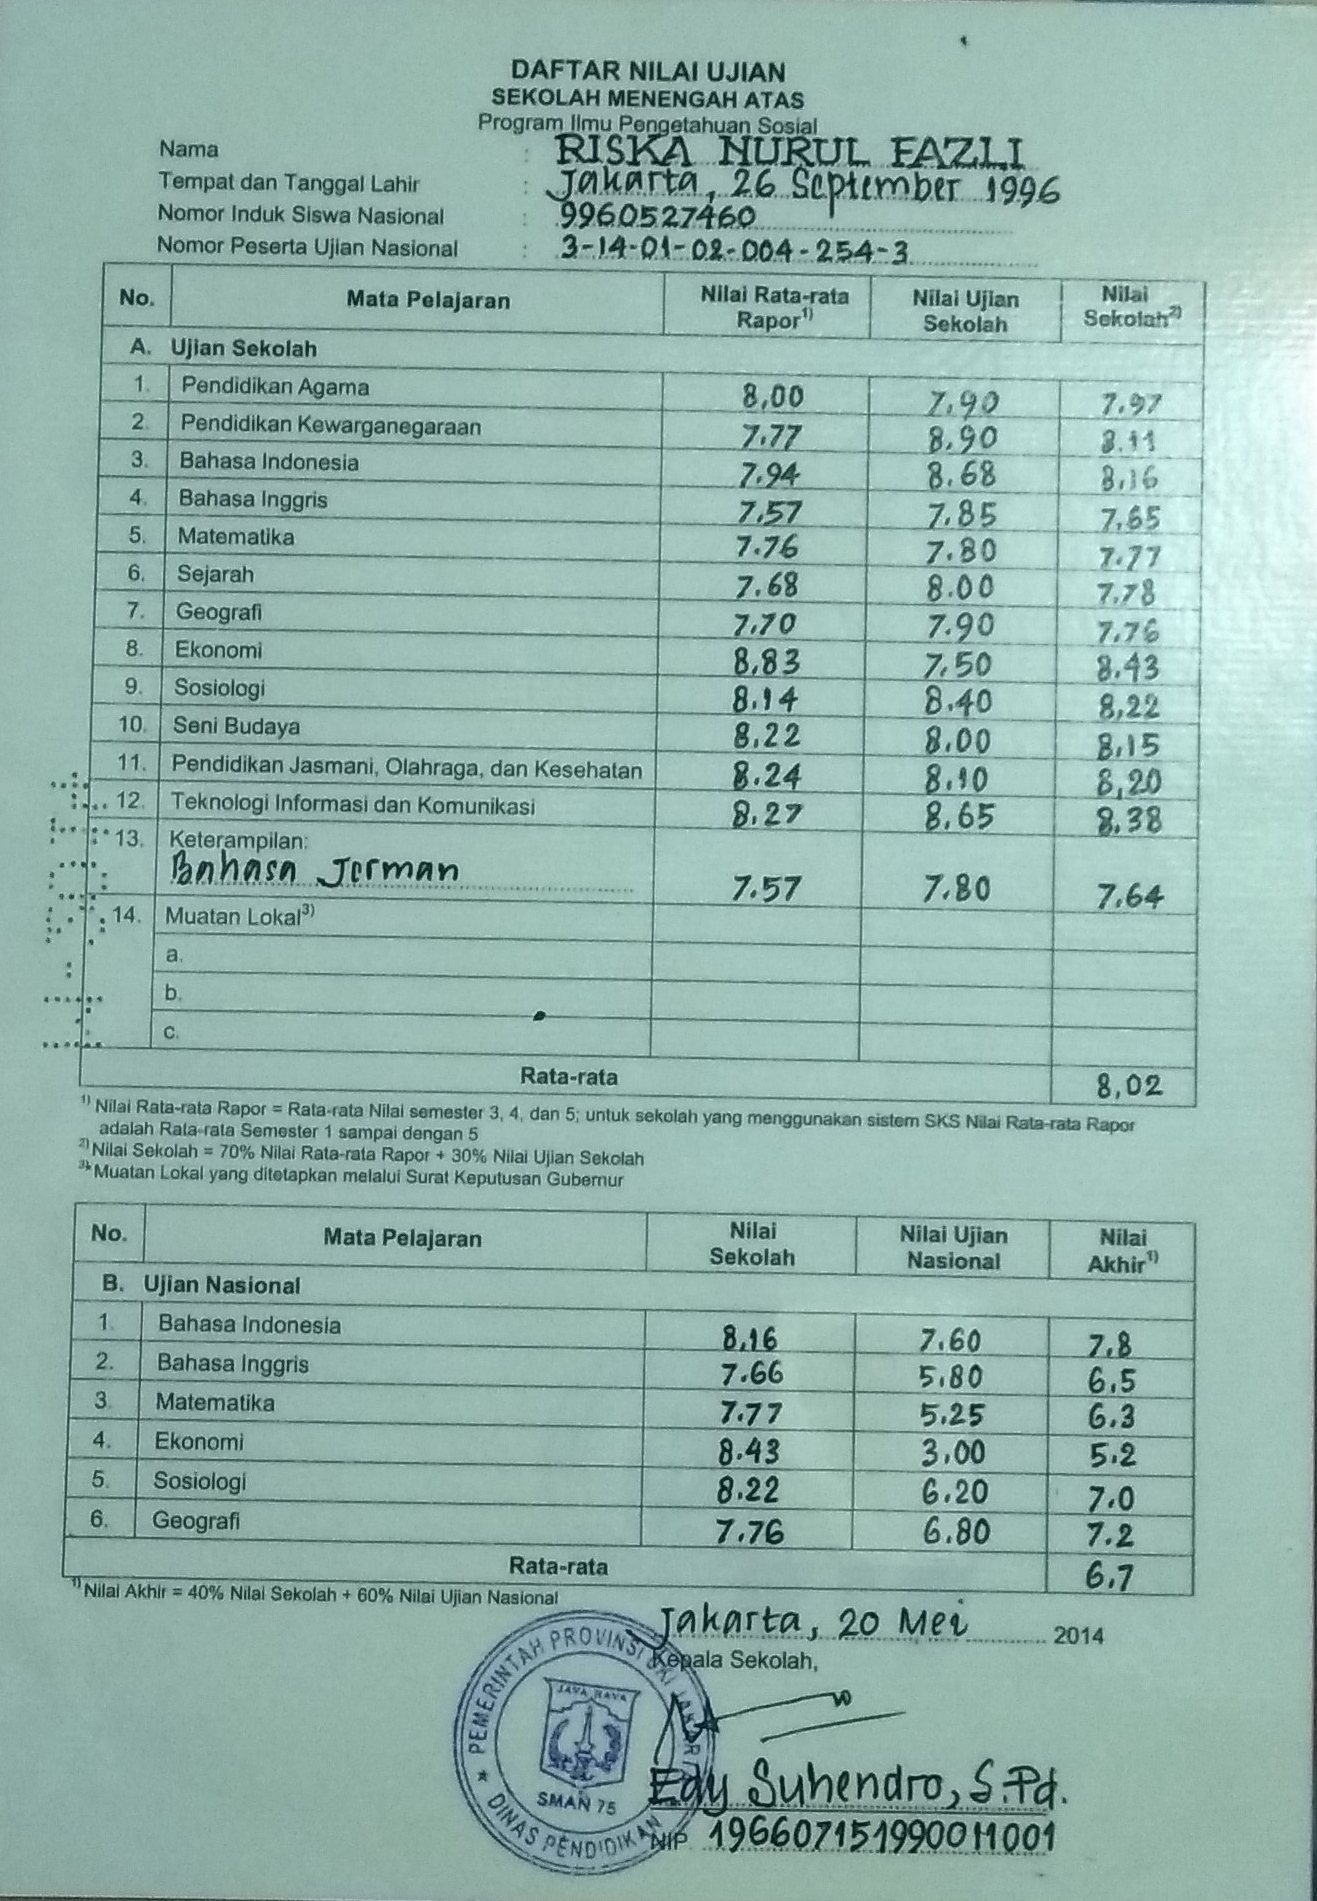 DAFTAR NILAI UJIAN
SEKOLAH MENENGAH ATAS
Program Ilmu Pengetahuan Sosial
Nama : RISKA NURUL FAZLI
Tempat dan Tanggal Lahir : Jakarta, 26 September 1996
Nomor Induk Siswa Nasional : 9960527460
Nomor Peserta Ujian Nasional : 3-14-01-02-004-254-3
No. Mata Pelajaran Nilai Rata-rata Rapor1) Nilai Ujian Sekolah Nilai Sekolah2)
A. Ujian Sekolah
1. Pendidikan Agama 8,00 7,90 7,97
2. Pendidikan Kewarganegaraan 7,77 8,90 8,11
3. Bahasa Indonesia 7,94 8,68 8,16
4. Bahasa Inggris 7,57 7,85 7,65
5. Matematika 7,76 7,80 7,77
6. Sejarah 7,68 8,00 7,78
7. Geografi 7,70 7,90 7,76
8. Ekonomi 8,83 7,50 8,43
9. Sosiologi 8,14 8,40 8,22
10. Seni Budaya 8,22 8,00 8,15
11. Pendidikan Jasmani, Olahraga, dan Kesehatan 8,24 8,10 8,20
12. Teknologi Informasi dan Komunikasi 8,27 8,65 8,38
13. Keterampilan:
Bahasa Jerman 7,57 7,80 7,64
14. Muatan Lokal3)
a.
b.
c.
Rata-rata 8,02
1) Nilai Rata-rata Rapor = Rata-rata Nilai semester 3, 4, dan 5; untuk sekolah yang menggunakan sistem SKS Nilai Rata-rata Rapor
adalah Rata-rata Semester 1 sampai dengan 5
2) Nilai Sekolah = 70% Nilai Rata-rata Rapor + 30% Nilai Ujian Sekolah
3) Muatan Lokal yang ditetapkan melalui Surat Keputusan Gubernur
No. Mata Pelajaran Nilai Sekolah Nilai Ujian Nasional Nilai Akhir1)
B. Ujian Nasional
1. Bahasa Indonesia 8,16 7,60 7,8
2. Bahasa Inggris 7,66 5,80 6,5
3. Matematika 7,77 5,25 6,3
4. Ekonomi 8,43 3,00 5,2
5. Sosiologi 8,22 6,20 7,0
6. Geografi 7,76 6,80 7,2
Rata-rata 6,7
1) Nilai Akhir = 40% Nilai Sekolah + 60% Nilai Ujian Nasional
Jakarta, 20 Mei 2014
Kepala Sekolah,
PEMERINTAH PROVINSI DKI JAKARTA
JAYA RAYA
SMAN 75
DINAS PENDIDIKAN
Edy Suhendro, S.Pd.
NIP 196607151990011001